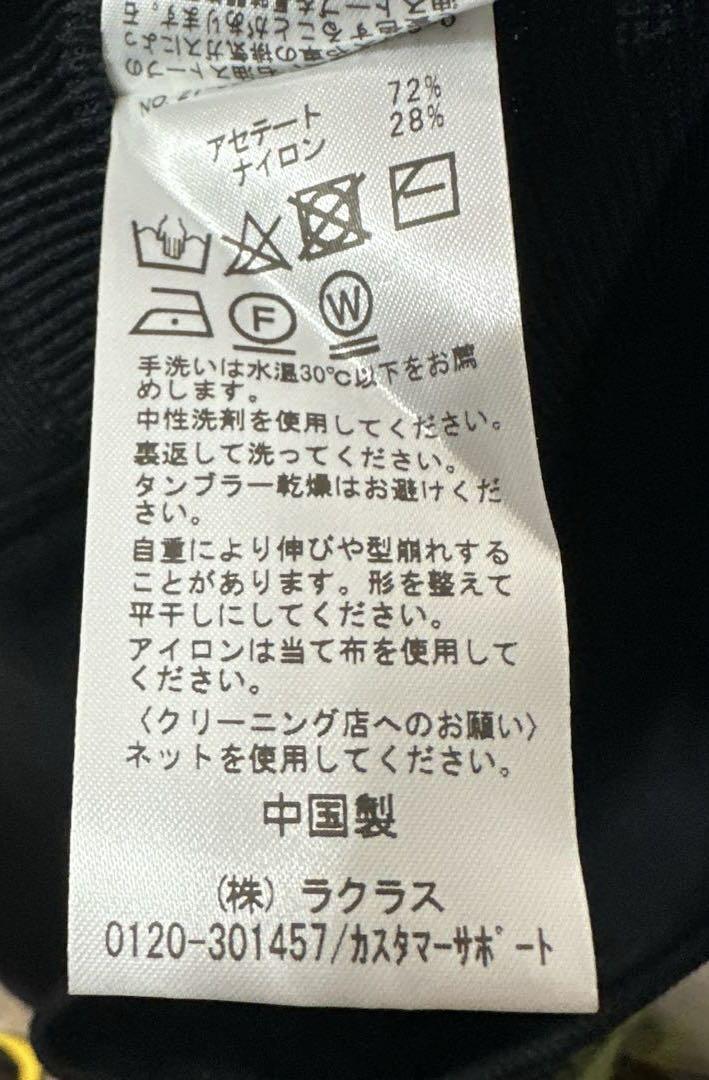 アセテート 72%
ナイロン 28%
F W
手洗いは水温30℃以下をお薦
めします。
中性洗剤を使用してください。
裏返して洗ってください。
タンブラー乾燥はお避けくだ
さい。
自重により伸びや型崩れする
ことがあります。形を整えて
平干しにしてください。
アイロンは当て布を使用して
ください。
〈クリーニング店へのお願い〉
ネットを使用してください。
中国製
(株) ラクラス
0120-301457/カスタマーサポート